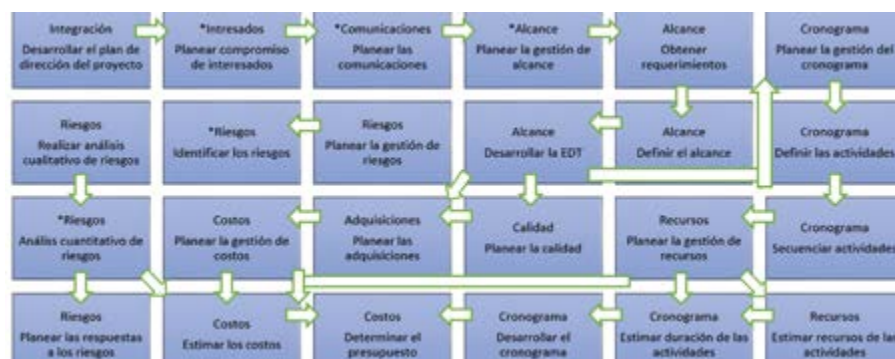 Integración
Desarrollar el plan de
dirección del proyecto
*Intresados
Planear compromiso
de interesados
*Comunicaciones
Planear las
comunicaciones
*Alcance
Planear la gestión de
alcance
Alcance
Obtener
requerimientos
Cronograma
Planear la gestión del
cronograma
Riesgos
Realizar análisis
cualitativo de riesgos
*Riesgos
Identificar los riesgos
Riesgos
Planear la gestión de
riesgos
Alcance
Desarrollar la EDT
Alcance
Definir el alcance
Cronograma
Definir las actividades
*Riesgos
Análisis cuantitativo de
riesgos
Costos
Planear la gestión de
costos
Adquisiciones
Planear las
adquisiciones
Calidad
Planear la calidad
Recursos
Planear la gestión de
recursos
Cronograma
Secuenciar actividades
Riesgos
Planear las respuestas
a los riesgos
Costos
Estimar los costos
Costos
Determinar el
presupuesto
Cronograma
Desarrollar el
cronograma
Cronograma
Estimar duración de las
actividades
Recursos
Estimar recursos de las
actividades